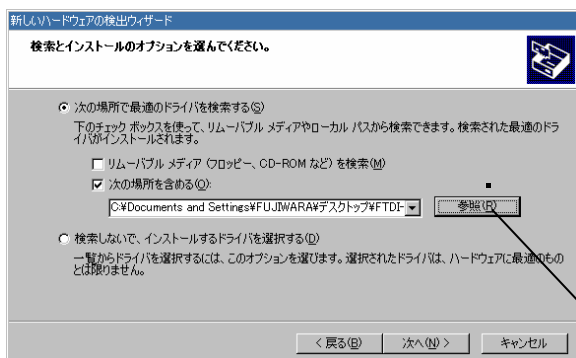 新しいハードウェアの検出ウィザード
検索とインストールのオプションを選んでください。
次の場所で最適のドライバを検索する(S)
下のチェック ボックスを使って、リムーバブル メディアやローカル パスから検索できます。検索された最適のドラ
イバがインストールされます。
リムーバブル メディア (フロッピー、CD-ROM など) を検索(M)
次の場所を含める(O):
C:¥Documents and Settings¥FUJIWARA¥デスクトップ¥FTDI-
参照(R)
検索しないで、インストールするドライバを選択する(D)
一覧からドライバを選択するには、このオプションを選びます。選択されたドライバは、ハードウェアに最適のもの
とは限りません。
< 戻る(B)
次へ(N) >
キャンセル